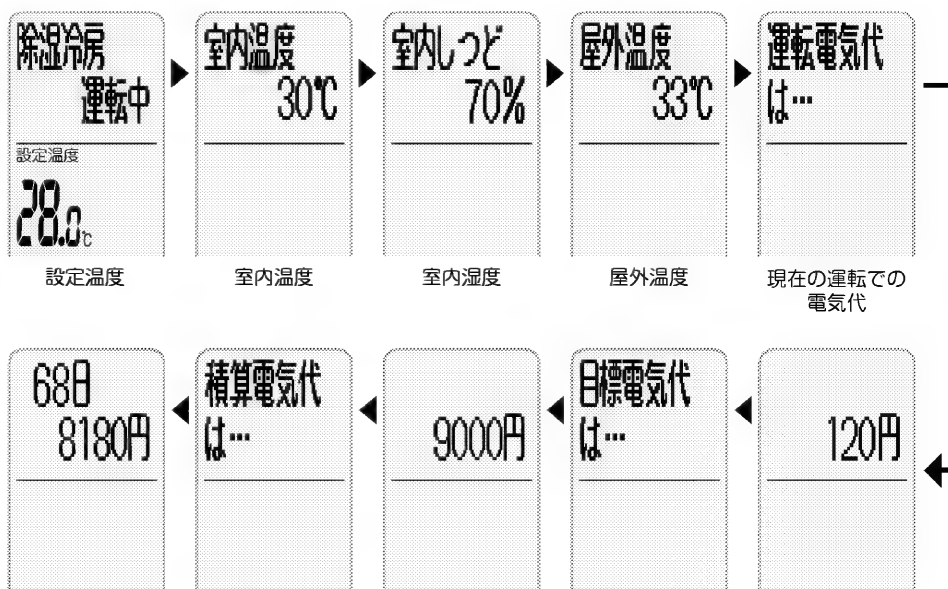 除湿冷房
運転中
設定温度
28.0℃
設定温度
室内温度
30℃
室内温度
室内しつど
70%
室内湿度
屋外温度
33℃
屋外温度
運転電気代
は…
現在の運転での
電気代
120円
目標電気代
は…
9000円
積算電気代
は…
68日
8180円